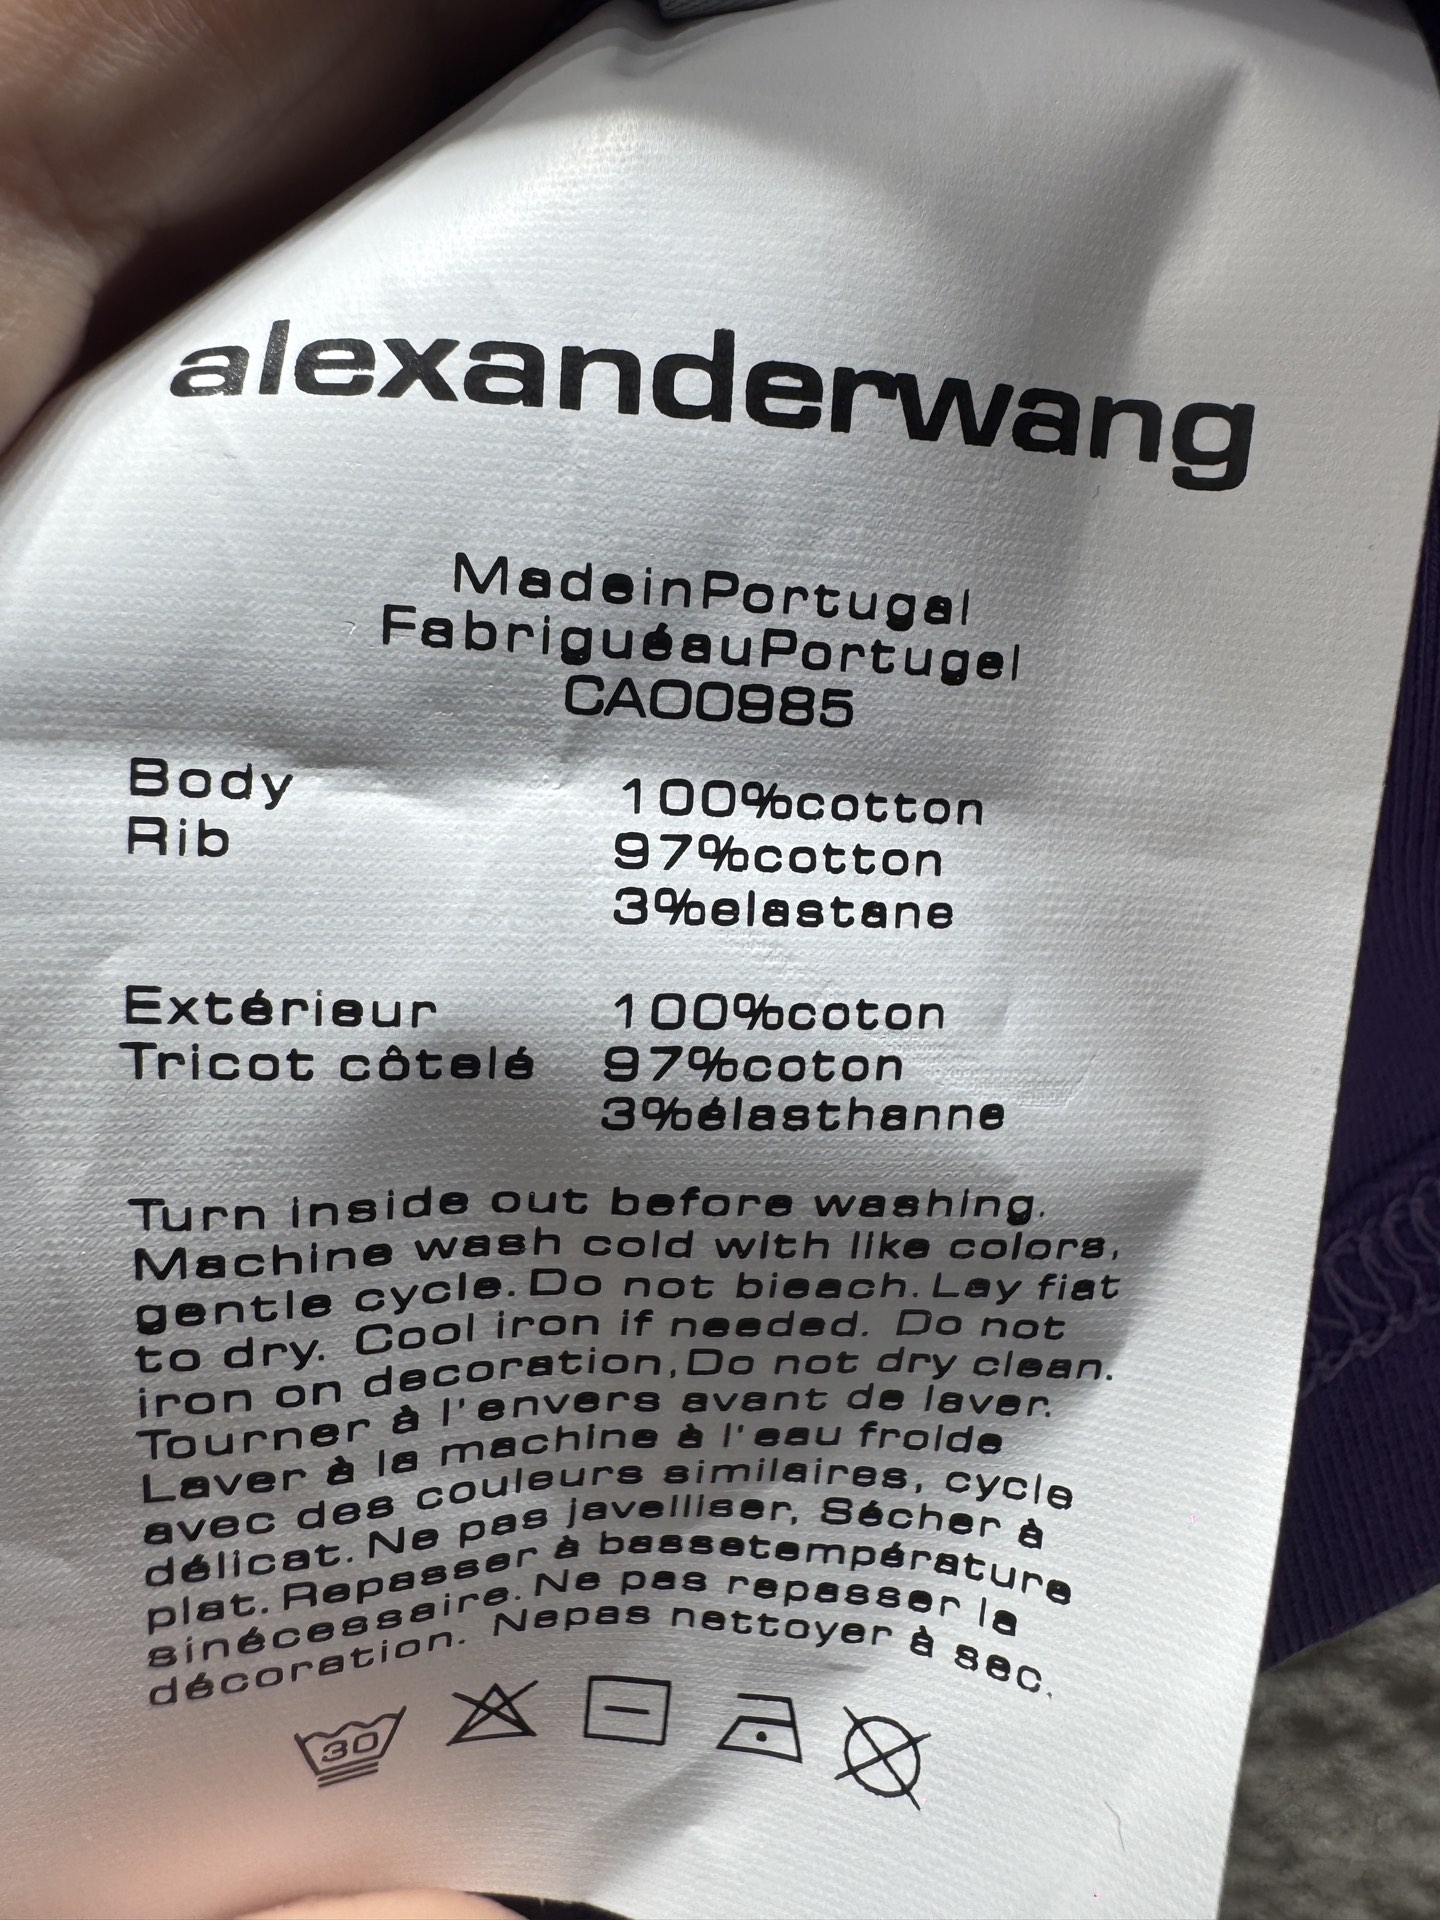 alexanderwang
MadeinPortugal
FabriguéauPortugel
CA00985
Body 100%cotton
Rib 97%cotton
3%elastane
Extérieur 100%coton
Tricot côtelé 97%coton
3%élasthanne
Turn inside out before washing.
Machine wash cold with like colors,
gentle cycle. Do not bieach. Lay fiat
to dry. Cool iron if needed. Do not
iron on decoration, Do not dry clean.
Tourner à l'envers avant de laver.
Laver à la machine à l'eau frolde
avec des couleurs similaires, cycle
délicat. Ne pas javelliser, Sécher à
plat. Repasser à bassetempérature
sinécessaire. Ne pas repasser la
décoration. Nepas nettoyer à sec.
30